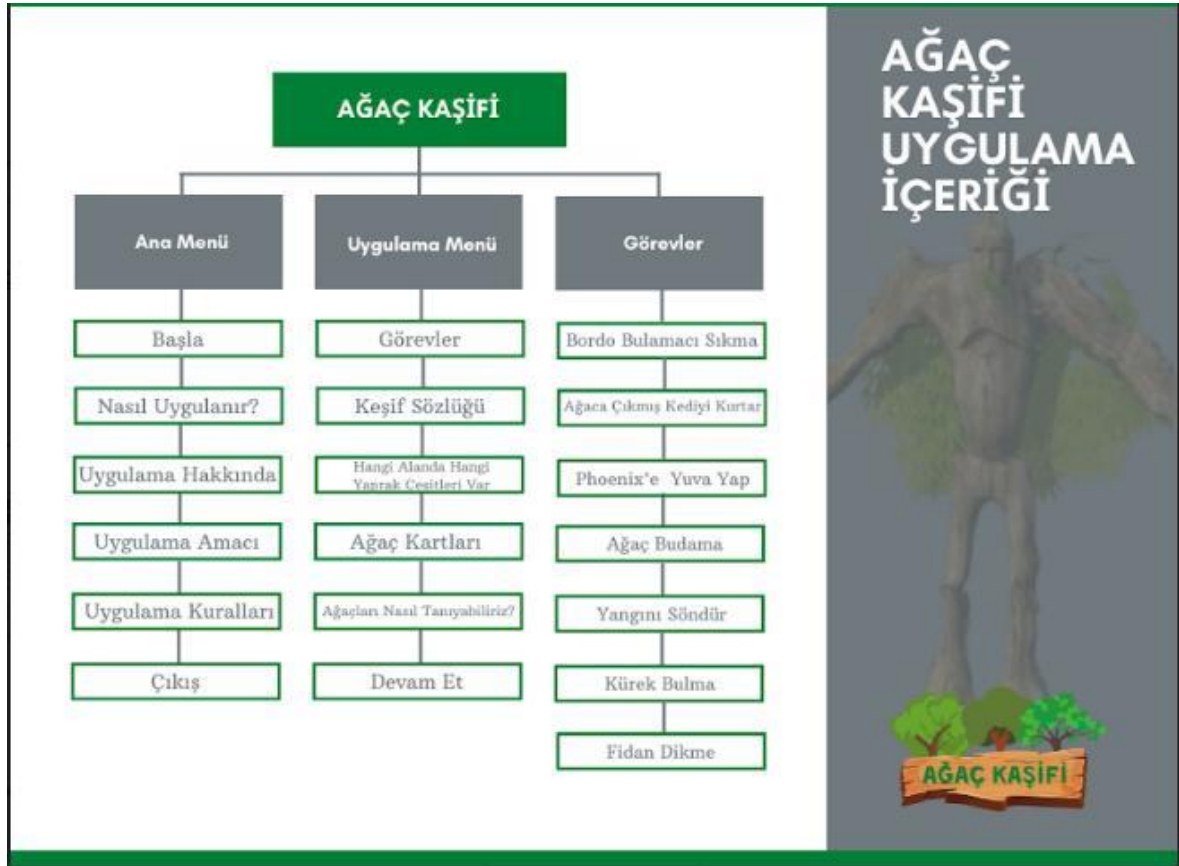 AĞAÇ KAŞİFİ
Ana Menü
Başla
Nasıl Uygulanır?
Uygulama Hakkında
Uygulama Amacı
Uygulama Kuralları
Çıkış
Uygulama Menü
Görevler
Keşif Sözlüğü
Hangi Alanda Hangi
Yaprak Çeşitleri Var
Ağaç Kartları
Ağaçları Nasıl Tanıyabiliriz?
Devam Et
Görevler
Bordo Bulamacı Sıkma
Ağaca Çıkmış Kediyi Kurtar
Phoenix'e Yuva Yap
Ağaç Budama
Yangını Söndür
Kürek Bulma
Fidan Dikme
AĞAÇ
KAŞİFİ
UYGULAMA
İÇERİĞİ
AĞAÇ KAŞİFİ